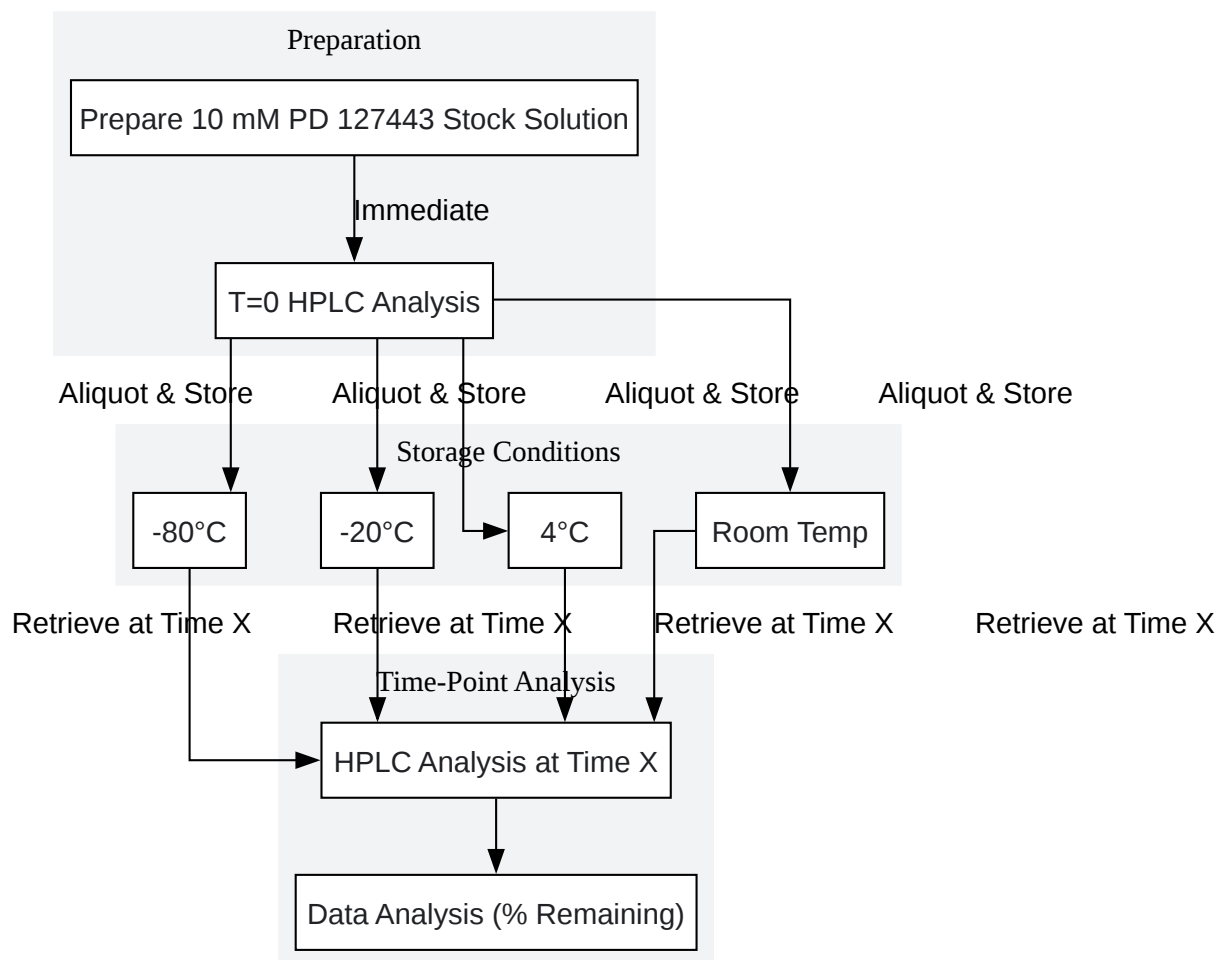 Preparation
Prepare 10 mM PD 127443 Stock Solution
Immediate
T=0 HPLC Analysis
Aliquot & Store
Aliquot & Store
Aliquot & Store
Aliquot & Store
Storage Conditions
-80°C
-20°C
4°C
Room Temp
Retrieve at Time X
Retrieve at Time X
Retrieve at Time X
Retrieve at Time X
Time-Point Analysis
HPLC Analysis at Time X
Data Analysis (% Remaining)